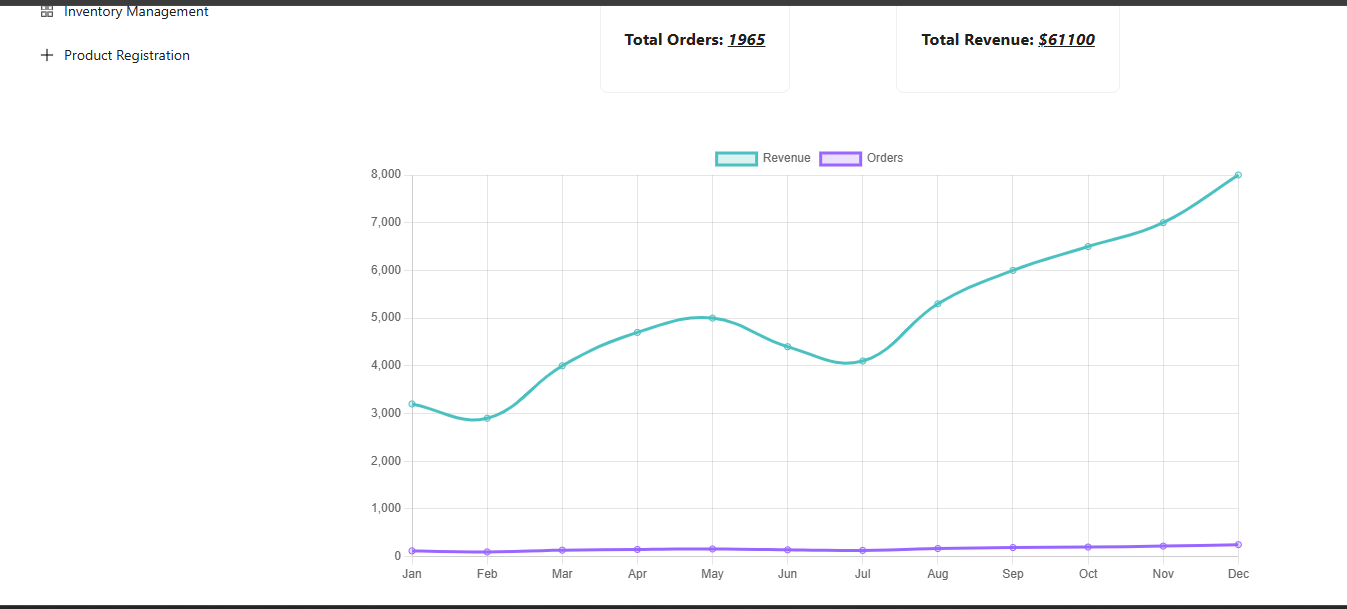 Inventory Management
Product Registration
Total Orders: 1965
Total Revenue: $61100
Revenue
Orders
8,000
7,000
6,000
5,000
4,000
3,000
2,000
1,000
0
Jan Feb Mar Apr May Jun Jul Aug Sep Oct Nov Dec